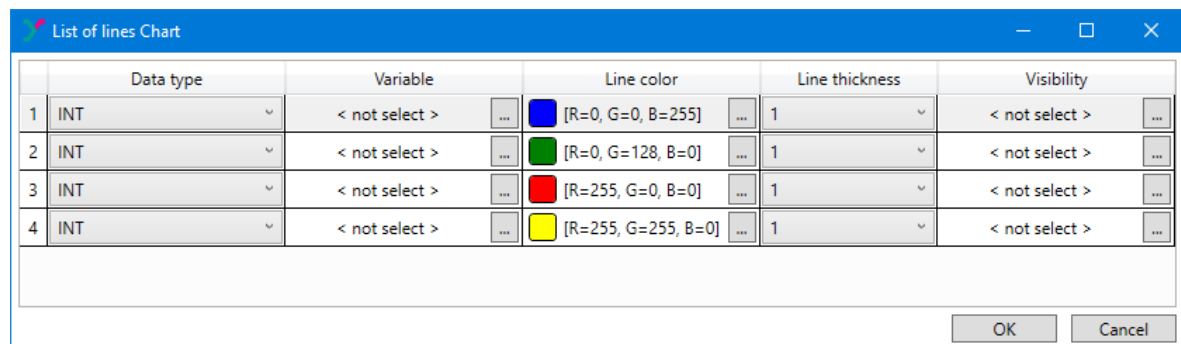 List of lines Chart
Data type Variable Line color Line thickness Visibility
1 INT < not select > ... [R=0, G=0, B=255] ... 1 < not select > ...
2 INT < not select > ... [R=0, G=128, B=0] ... 1 < not select > ...
3 INT < not select > ... [R=255, G=0, B=0] ... 1 < not select > ...
4 INT < not select > ... [R=255, G=255, B=0] ... 1 < not select > ...
OK Cancel